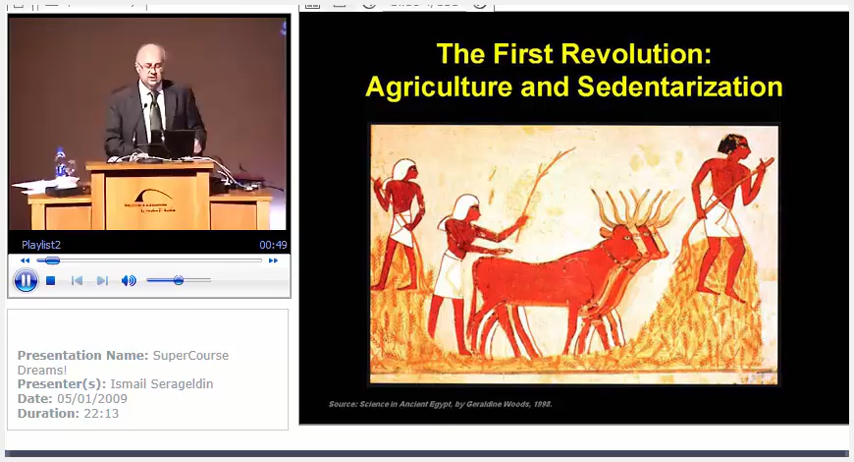 The First Revolution:
Agriculture and Sedentarization
Playlist2
00:49
Presentation Name: SuperCourse
Dreams!
Presenter(s): Ismail Serageldin
Date: 05/01/2009
Duration: 22:13
Source: Science in Ancient Egypt, by Geraldine Woods, 1998.